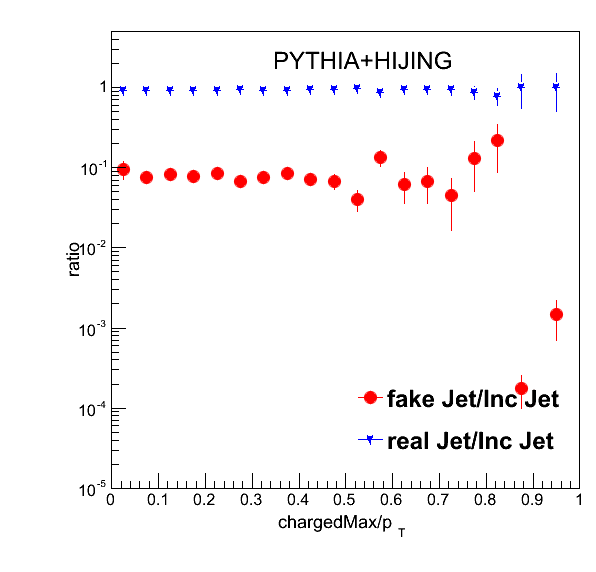 PYTHIA+HIJING
1
10-1
10-2
10-3
10-4
10-5
ratio
fake Jet/Inc Jet
real Jet/Inc Jet
0 0.1 0.2 0.3 0.4 0.5 0.6 0.7 0.8 0.9 1
chargedMax/p T